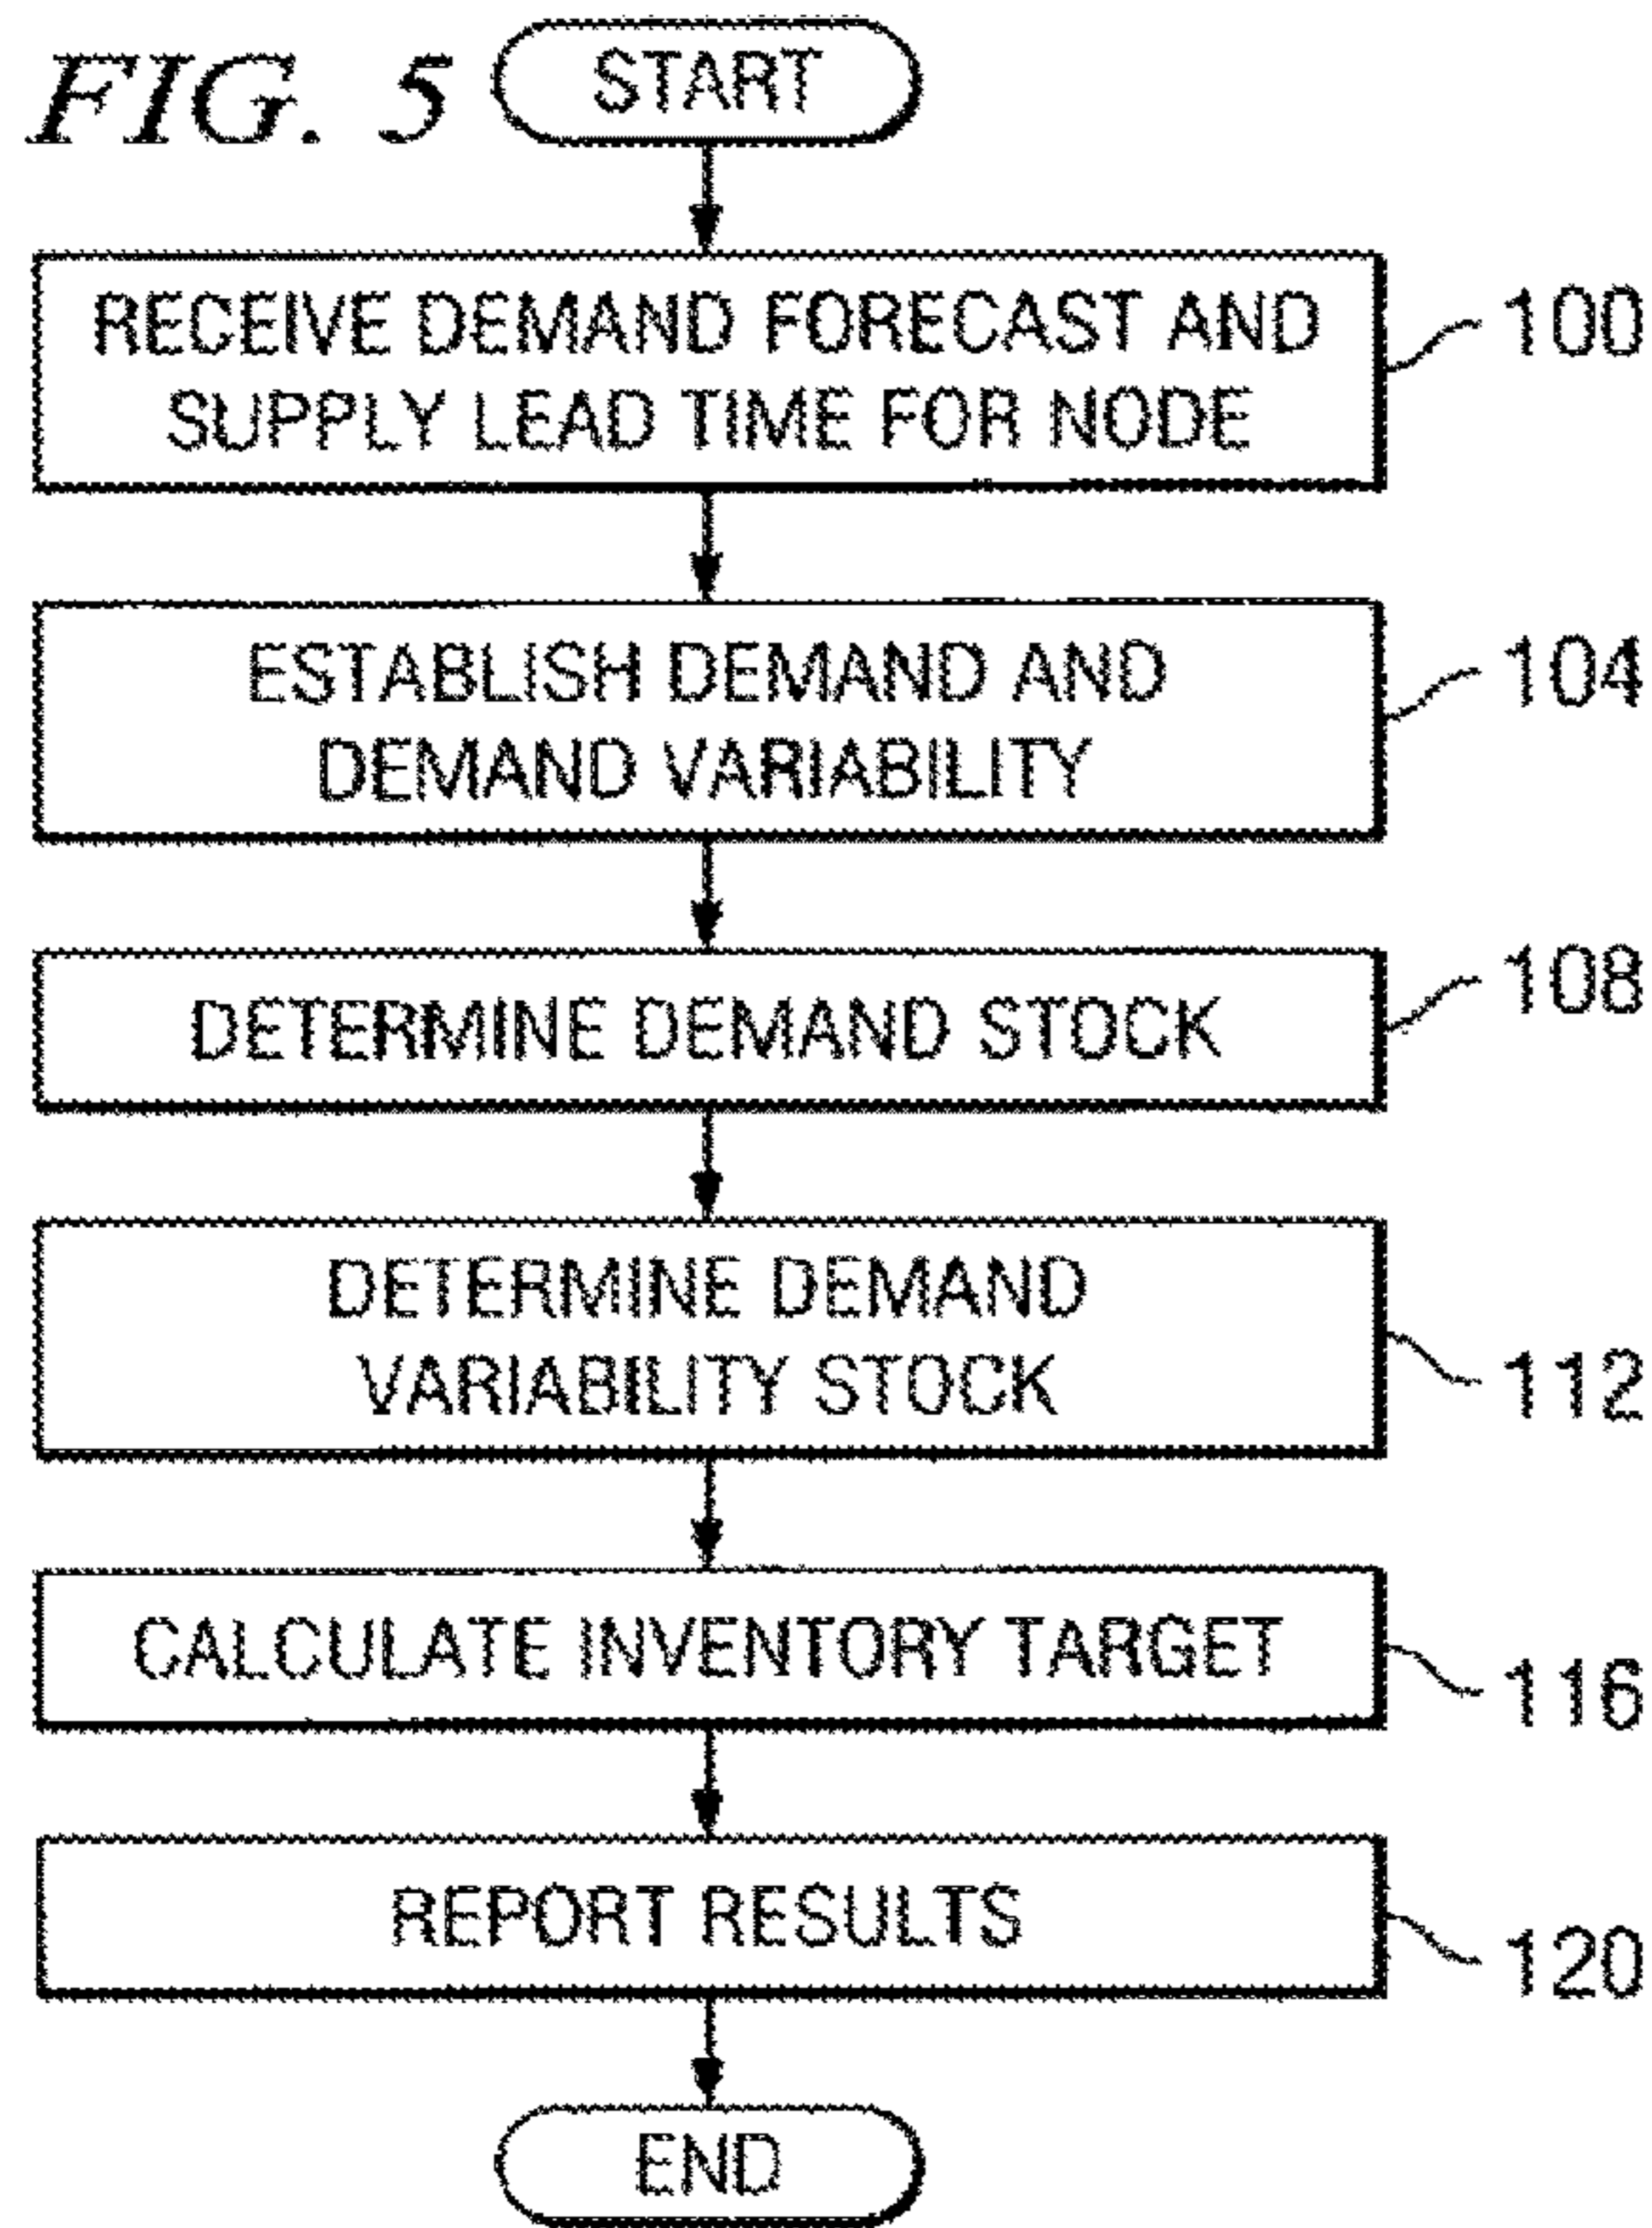 FIG. 5
START
RECEIVE DEMAND FORECAST AND
SUPPLY LEAD TIME FOR NODE
100
ESTABLISH DEMAND AND
DEMAND VARIABILITY
104
DETERMINE DEMAND STOCK
108
DETERMINE DEMAND
VARIABILITY STOCK
112
CALCULATE INVENTORY TARGET
116
REPORT RESULTS
120
END